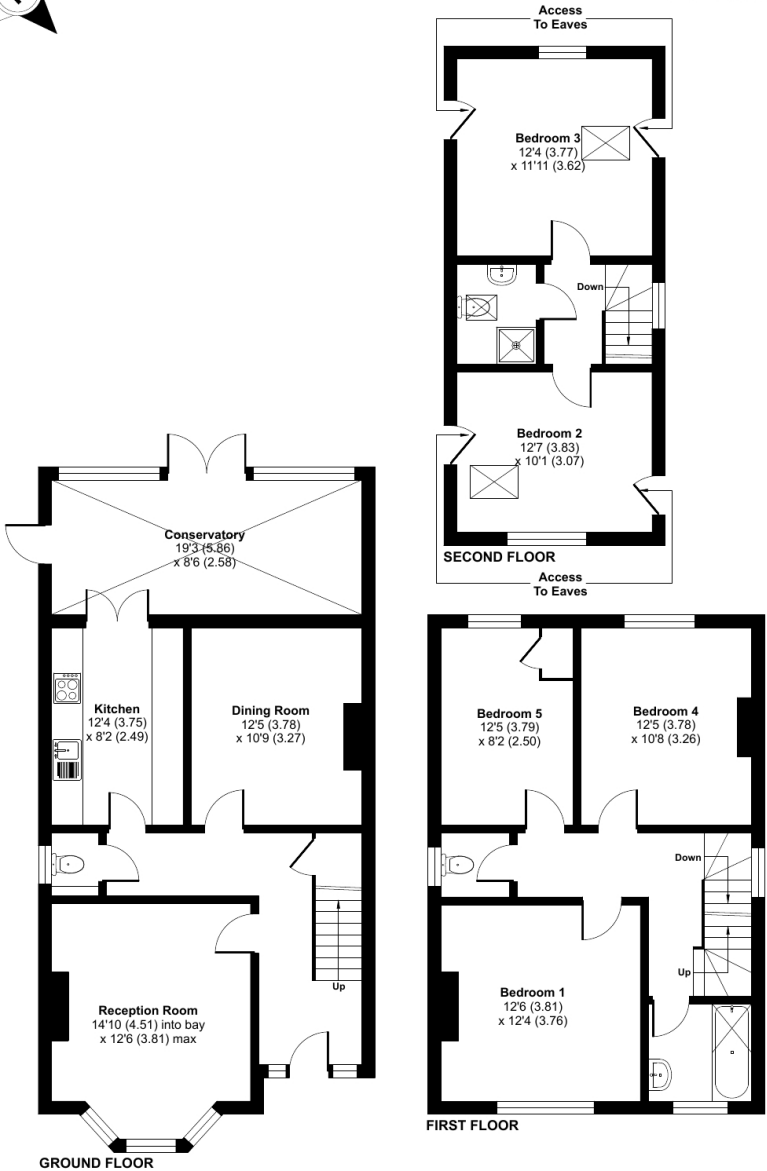 Access
To Eaves
Bedroom 3
12'4 (3.77)
x 11'11 (3.62)
Down
Bedroom 2
12'7 (3.83)
x 10'1 (3.07)
SECOND FLOOR
Access
To Eaves
Conservatory
19'3 (5.86)
x 8'6 (2.58)
Kitchen
12'4 (3.75)
x 8'2 (2.49)
Dining Room
12'5 (3.78)
x 10'9 (3.27)
Up
Reception Room
14'10 (4.51) into bay
x 12'6 (3.81) max
GROUND FLOOR
Bedroom 5
12'5 (3.79)
x 8'2 (2.50)
Bedroom 4
12'5 (3.78)
x 10'8 (3.26)
Down
Up
Bedroom 1
12'6 (3.81)
x 12'4 (3.76)
FIRST FLOOR